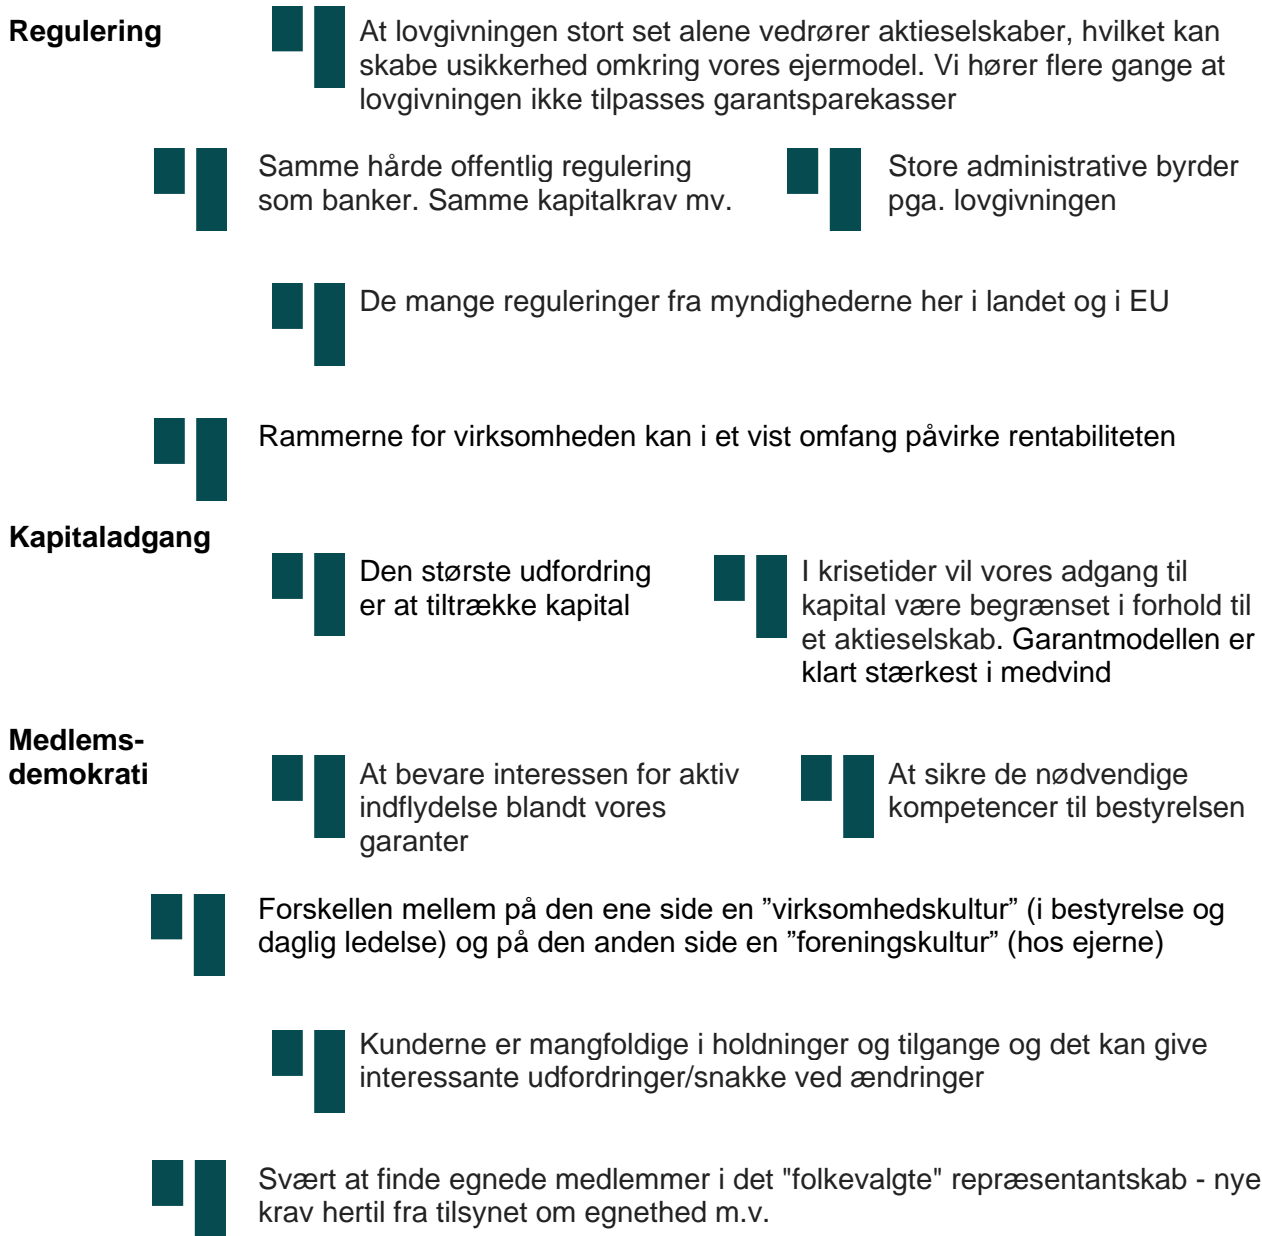 Regulering
At lovgivningen stort set alene vedrører aktieselskaber, hvilket kan
skabe usikkerhed omkring vores ejermodel. Vi hører flere gange at
lovgivningen ikke tilpasses garantsparekasser
Samme hårde offentlig regulering
som banker. Samme kapitalkrav mv.
Store administrative byrder
pga. lovgivningen
De mange reguleringer fra myndighederne her i landet og i EU
Rammerne for virksomheden kan i et vist omfang påvirke rentabiliteten
Kapitaladgang
Den største udfordring
er at tiltrække kapital
I krisetider vil vores adgang til
kapital være begrænset i forhold til
et aktieselskab. Garantmodellen er
klart stærkest i medvind
Medlems-
demokrati
At bevare interessen for aktiv
indflydelse blandt vores
garanter
At sikre de nødvendige
kompetencer til bestyrelsen
Forskellen mellem på den ene side en ”virksomhedskultur” (i bestyrelse og
daglig ledelse) og på den anden side en ”foreningskultur” (hos ejerne)
Kunderne er mangfoldige i holdninger og tilgange og det kan give
interessante udfordringer/snakke ved ændringer
Svært at finde egnede medlemmer i det "folkevalgte" repræsentantskab - nye
krav hertil fra tilsynet om egnethed m.v.